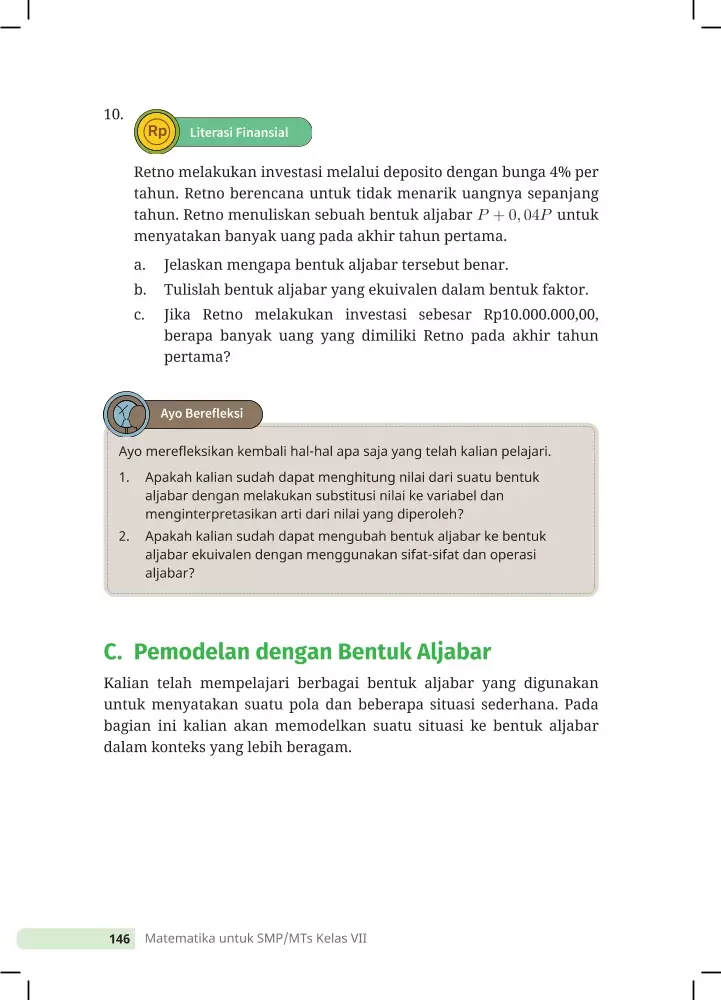 10.
Rp Literasi Finansial
Retno melakukan investasi melalui deposito dengan bunga 4% per
tahun. Retno berencana untuk tidak menarik uangnya sepanjang
tahun. Retno menuliskan sebuah bentuk aljabar P + 0, 04P untuk
menyatakan banyak uang pada akhir tahun pertama.
a. Jelaskan mengapa bentuk aljabar tersebut benar.
b. Tulislah bentuk aljabar yang ekuivalen dalam bentuk faktor.
c. Jika Retno melakukan investasi sebesar Rp10.000.000,00,
berapa banyak uang yang dimiliki Retno pada akhir tahun
pertama?
Ayo Berefleksi
Ayo merefleksikan kembali hal-hal apa saja yang telah kalian pelajari.
1. Apakah kalian sudah dapat menghitung nilai dari suatu bentuk
aljabar dengan melakukan substitusi nilai ke variabel dan
menginterpretasikan arti dari nilai yang diperoleh?
2. Apakah kalian sudah dapat mengubah bentuk aljabar ke bentuk
aljabar ekuivalen dengan menggunakan sifat-sifat dan operasi
aljabar?
C. Pemodelan dengan Bentuk Aljabar
Kalian telah mempelajari berbagai bentuk aljabar yang digunakan
untuk menyatakan suatu pola dan beberapa situasi sederhana. Pada
bagian ini kalian akan memodelkan suatu situasi ke bentuk aljabar
dalam konteks yang lebih beragam.
146 Matematika untuk SMP/MTs Kelas VII